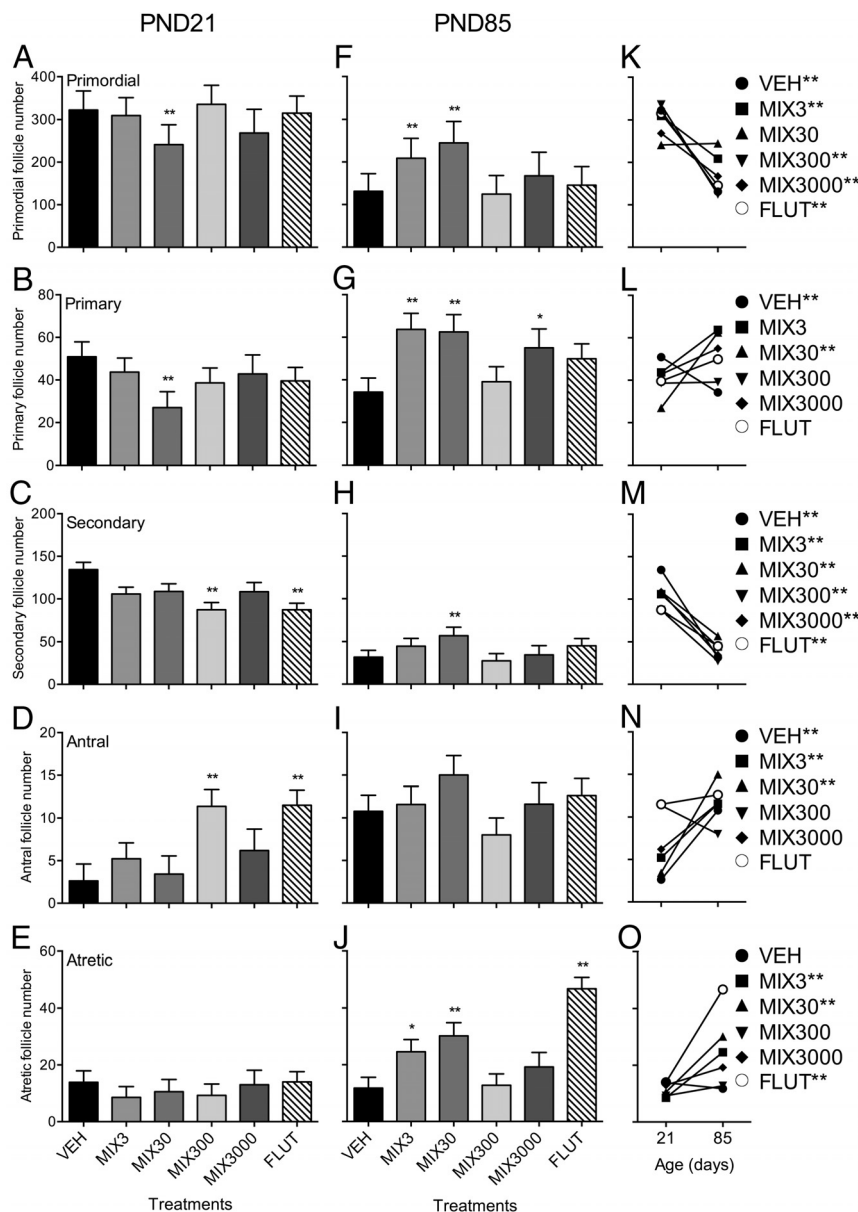 PND21 PND85
A F K
Primordial
Primordial follicle number
400
300
200
100
0
**
** **
VEH**
MIX3**
MIX30
MIX300**
MIX3000**
FLUT**
B G L
Primary
Primary follicle number
80
60
40
20
0
**
** ** *
VEH**
MIX3
MIX30**
MIX300
MIX3000
FLUT
C H M
Secondary
Secondary follicle number
200
150
100
50
0
** **
**
VEH**
MIX3**
MIX30**
MIX300**
MIX3000**
FLUT**
D I N
Antral
Antral follicle number
20
15
10
5
0
** **
VEH**
MIX3**
MIX30**
MIX300
MIX3000
FLUT
E J O
Atretic
Atretic follicle number
60
40
20
0
* ** **
VEH
MIX3**
MIX30**
MIX300
MIX3000
FLUT**
VEH MIX3 MIX30 MIX300 MIX3000 FLUT
VEH MIX3 MIX30 MIX300 MIX3000 FLUT
21 85
Treatments Treatments Age (days)